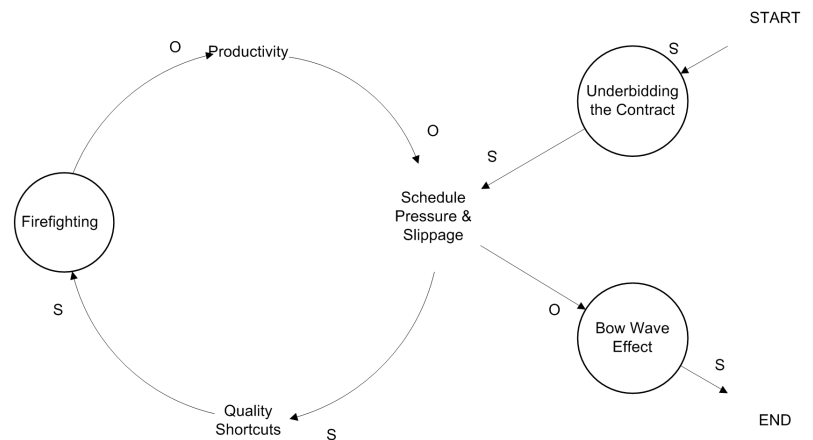 START
S
Underbidding
the Contract
S
O
Productivity
O
Schedule
Pressure &
Slippage
Firefighting
S
O
Bow Wave
Effect
S
END
Quality
Shortcuts
S